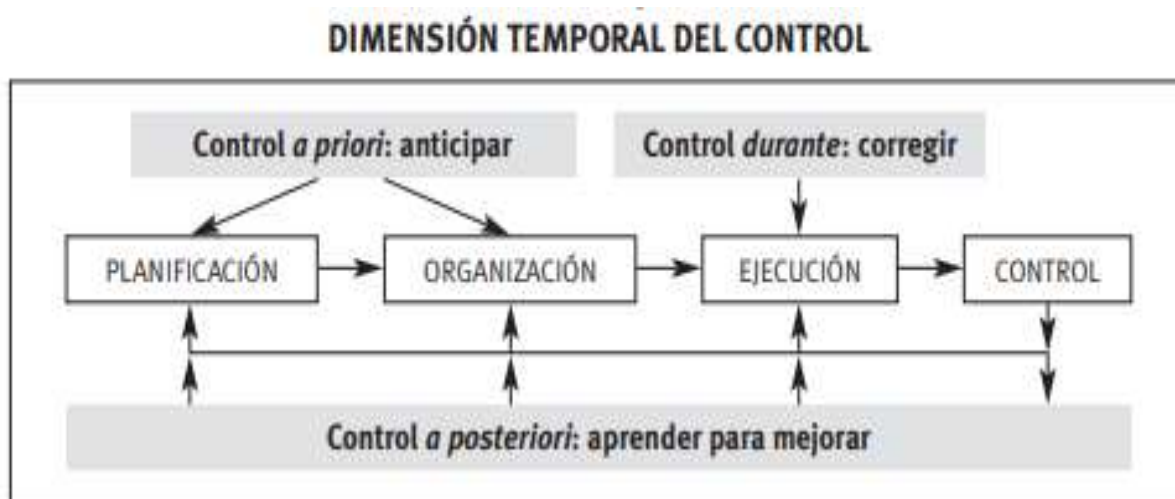 DIMENSIÓN TEMPORAL DEL CONTROL
Control a priori: anticipar
Control durante: corregir
PLANIFICACIÓN
ORGANIZACIÓN
EJECUCIÓN
CONTROL
Control a posteriori: aprender para mejorar